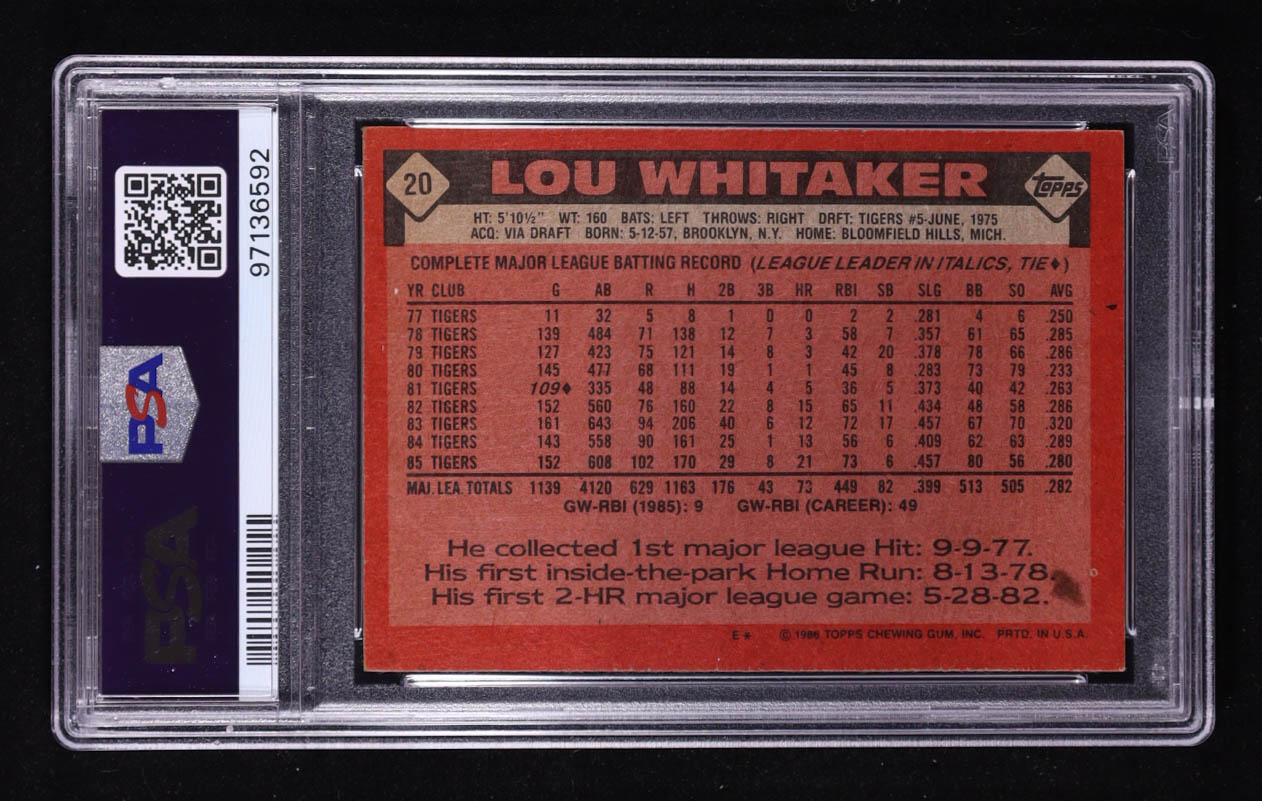 97136592
PSA
PSA
20
LOU WHITAKER
Topps
HT: 5'10½" WT: 160 BATS: LEFT THROWS: RIGHT DRFT: TIGERS #5-JUNE, 1975
ACQ: VIA DRAFT BORN: 5-12-57, BROOKLYN, N.Y. HOME: BLOOMFIELD HILLS, MICH.
COMPLETE MAJOR LEAGUE BATTING RECORD (LEAGUE LEADER IN ITALICS, TIE♦)
YR CLUB G AB R H 2B 3B HR RBI SB SLG BB SO AVG
77 TIGERS 11 32 5 8 1 0 0 2 2 .281 4 6 .250
78 TIGERS 139 484 71 138 12 7 3 58 7 .357 61 65 .285
79 TIGERS 127 423 75 121 14 8 3 42 20 .378 78 66 .286
80 TIGERS 145 477 68 111 19 1 1 45 8 .283 73 79 .233
81 TIGERS 109♦ 335 48 88 14 4 5 36 5 .373 40 42 .263
82 TIGERS 152 560 76 160 22 8 15 65 11 .434 48 58 .286
83 TIGERS 161 643 94 206 40 6 12 72 17 .457 67 70 .320
84 TIGERS 143 558 90 161 25 1 13 56 6 .409 62 63 .289
85 TIGERS 152 608 102 170 29 8 21 73 6 .457 80 56 .280
MAJ. LEA. TOTALS 1139 4120 629 1163 176 43 73 449 82 .399 513 505 .282
GW-RBI (1985): 9 GW-RBI (CAREER): 49
He collected 1st major league Hit: 9-9-77.
His first inside-the-park Home Run: 8-13-78.
His first 2-HR major league game: 5-28-82.
E* © 1986 TOPPS CHEWING GUM, INC. PRTD. IN U.S.A.
PSA